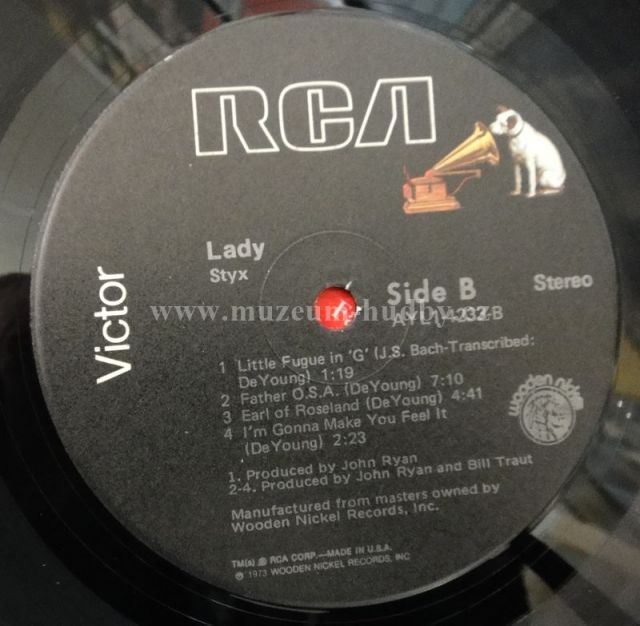 RCA
Victor
Lady
Styx
Side B
Stereo
AYL1-4233-B
www.muzeum-hudby.cz
1 Little Fugue in 'G' (J.S. Bach-Transcribed:
DeYoung) 1:19
2 Father O.S.A. (DeYoung) 7:10
3 Earl of Roseland (DeYoung) 4:41
4 I'm Gonna Make You Feel It
(DeYoung) 2:23
wooden nickel
1. Produced by John Ryan
2-4. Produced by John Ryan and Bill Traut
Manufactured from masters owned by
Wooden Nickel Records, Inc.
TM(s) ® RCA CORP.—MADE IN U.S.A.
℗ 1973 WOODEN NICKEL RECORDS, INC